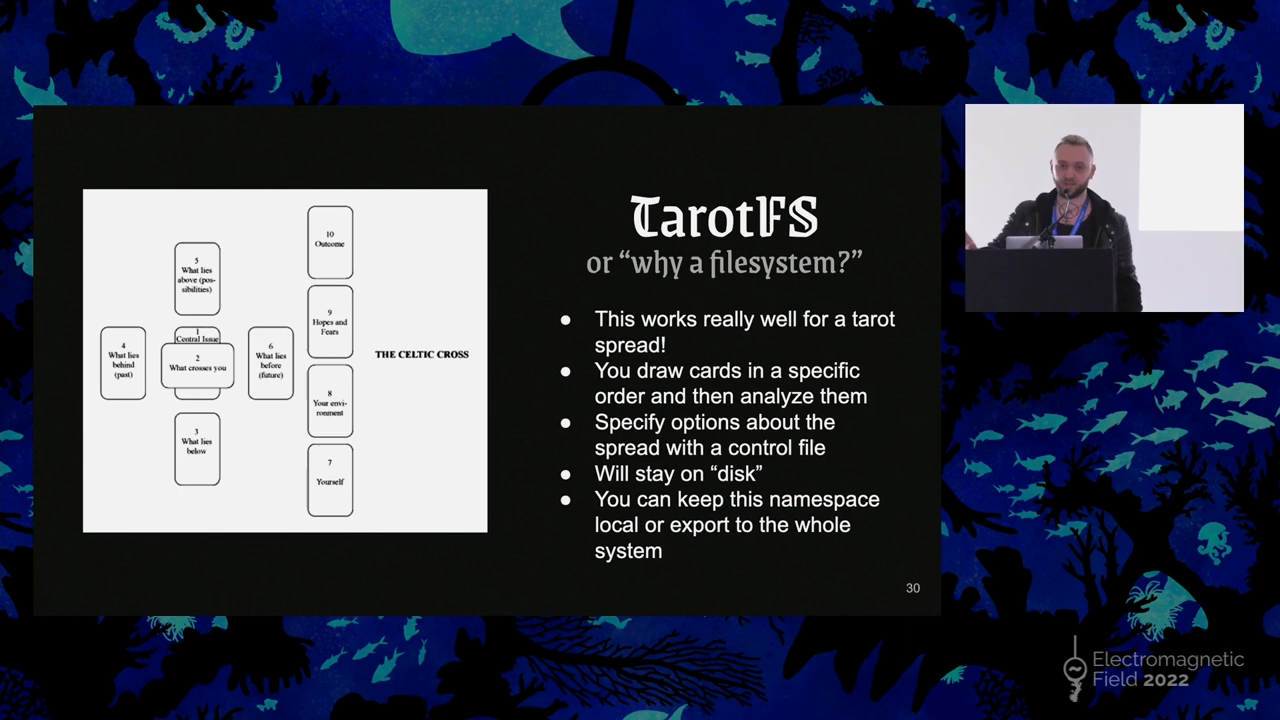 10
Outcome
5
What lies
above (pos-
sibilities)
9
Hopes and
Fears
1
Central Issue
4
What lies
behind
(past)
2
What crosses you
6
What lies
before
(future)
THE CELTIC CROSS
8
Your envi-
ronment
3
What lies
below
7
Yourself
TarotFS
or “why a filesystem?”
● This works really well for a tarot
spread!
● You draw cards in a specific
order and then analyze them
● Specify options about the
spread with a control file
● Will stay on “disk”
● You can keep this namespace
local or export to the whole
system
30
Electromagnetic
Field 2022